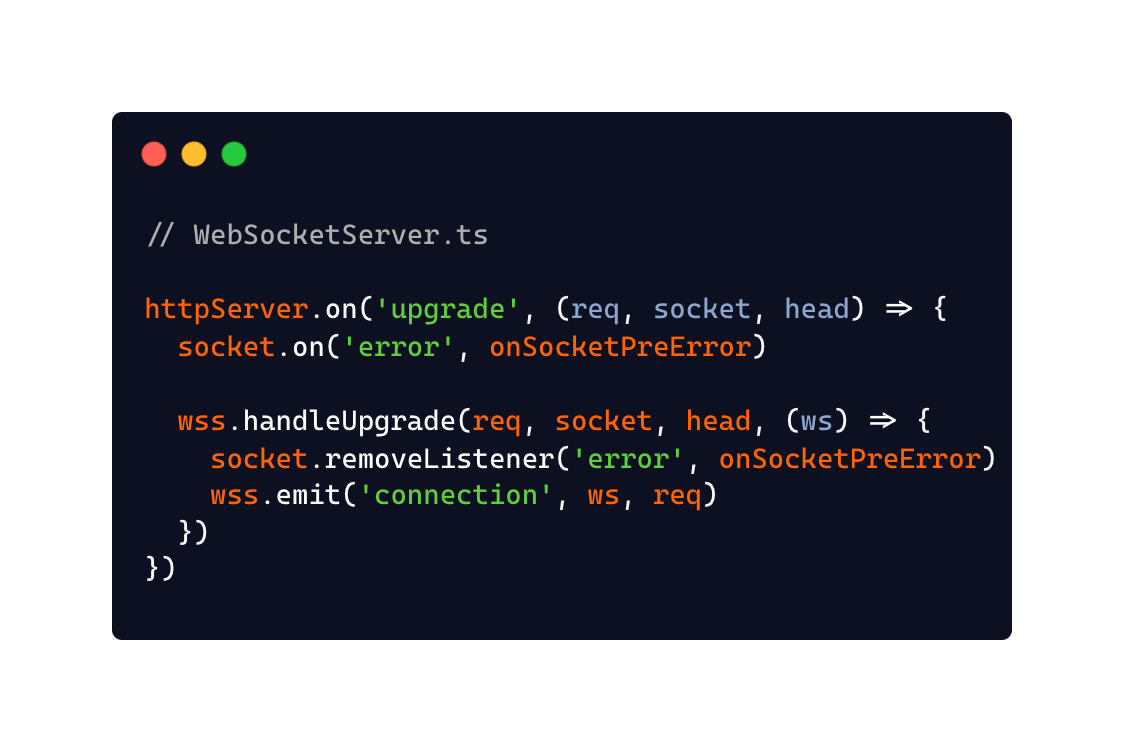 // WebSocketServer.ts
httpServer.on('upgrade', (req, socket, head) => {
  socket.on('error', onSocketPreError)
  wss.handleUpgrade(req, socket, head, (ws) => {
    socket.removeListener('error', onSocketPreError)
    wss.emit('connection', ws, req)
  })
})